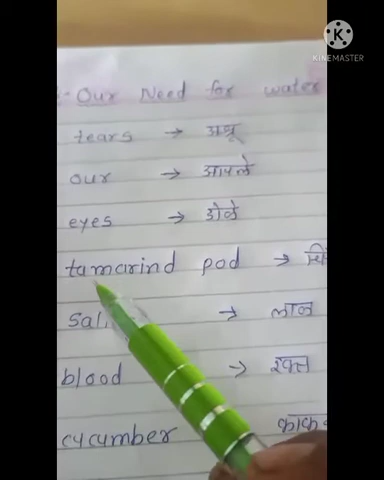 KINEMASTER
:- Our Need for water
tears → अश्रू
our → आपले
eyes → डोळे
tamarind pod →
→ लाळ
blood → रक्त
cucumber